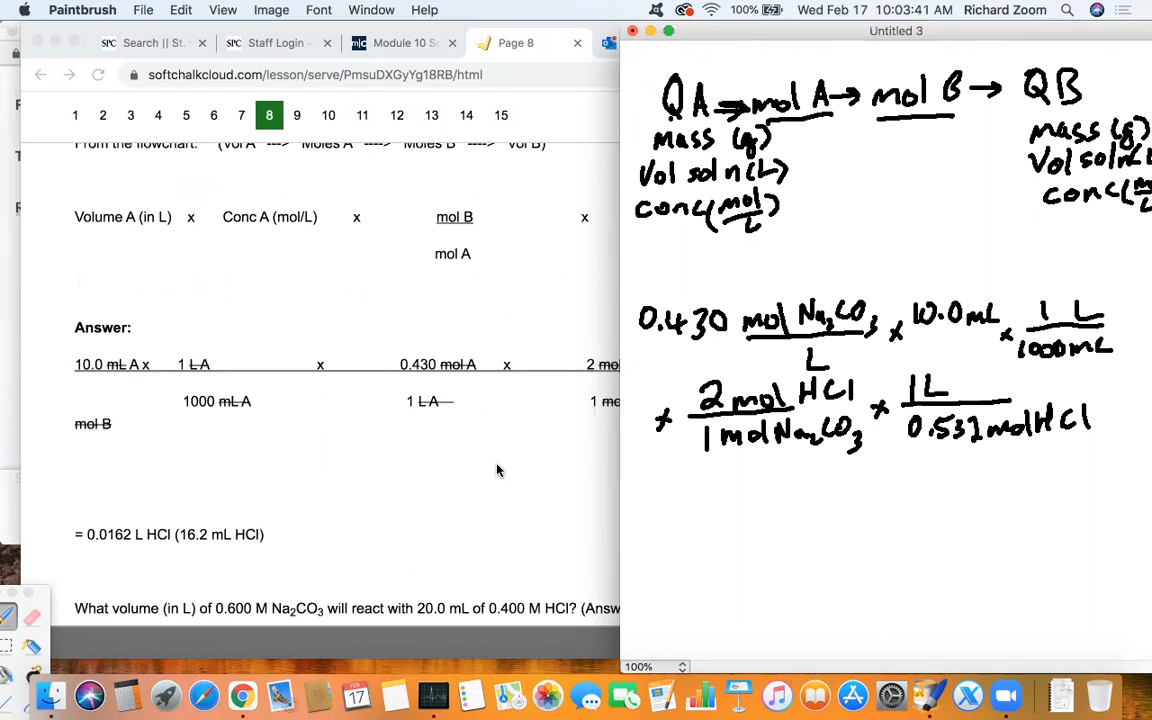 Paintbrush File Edit View Image Font Window Help 100% Wed Feb 17 10:03:41 AM Richard Zoom
Search || St. Staff Login - Module 10 S Page 8
Untitled 3
softchalkcloud.com/lesson/serve/PmsuDXGyYg18RB/html
1 2 3 4 5 6 7 8 9 10 11 12 13 14 15
From the flowchart: (Vol A ---> Moles A ----> Moles B ----> Vol B)
Volume A (in L) x Conc A (mol/L) x mol B x
mol A
Answer:
10.0 mL A x 1 L A x 0.430 mol A x 2 mol
1000 mL A 1 L A 1 mo
mol B
= 0.0162 L HCl (16.2 mL HCl)
What volume (in L) of 0.600 M Na₂CO₃ will react with 20.0 mL of 0.400 M HCl? (Answ
QA → mol A → mol B → QB
mass (g) mass (g)
Vol soln (L) Vol soln(L
conc(mol/L) conc(m/L
0.430 mol Na₂CO₃ x 10.0 mL x 1 L
L 1000 mL
x 2 mol HCl x 1L
1 mol Na₂CO₃ 0.532 mol HCl
100%
17